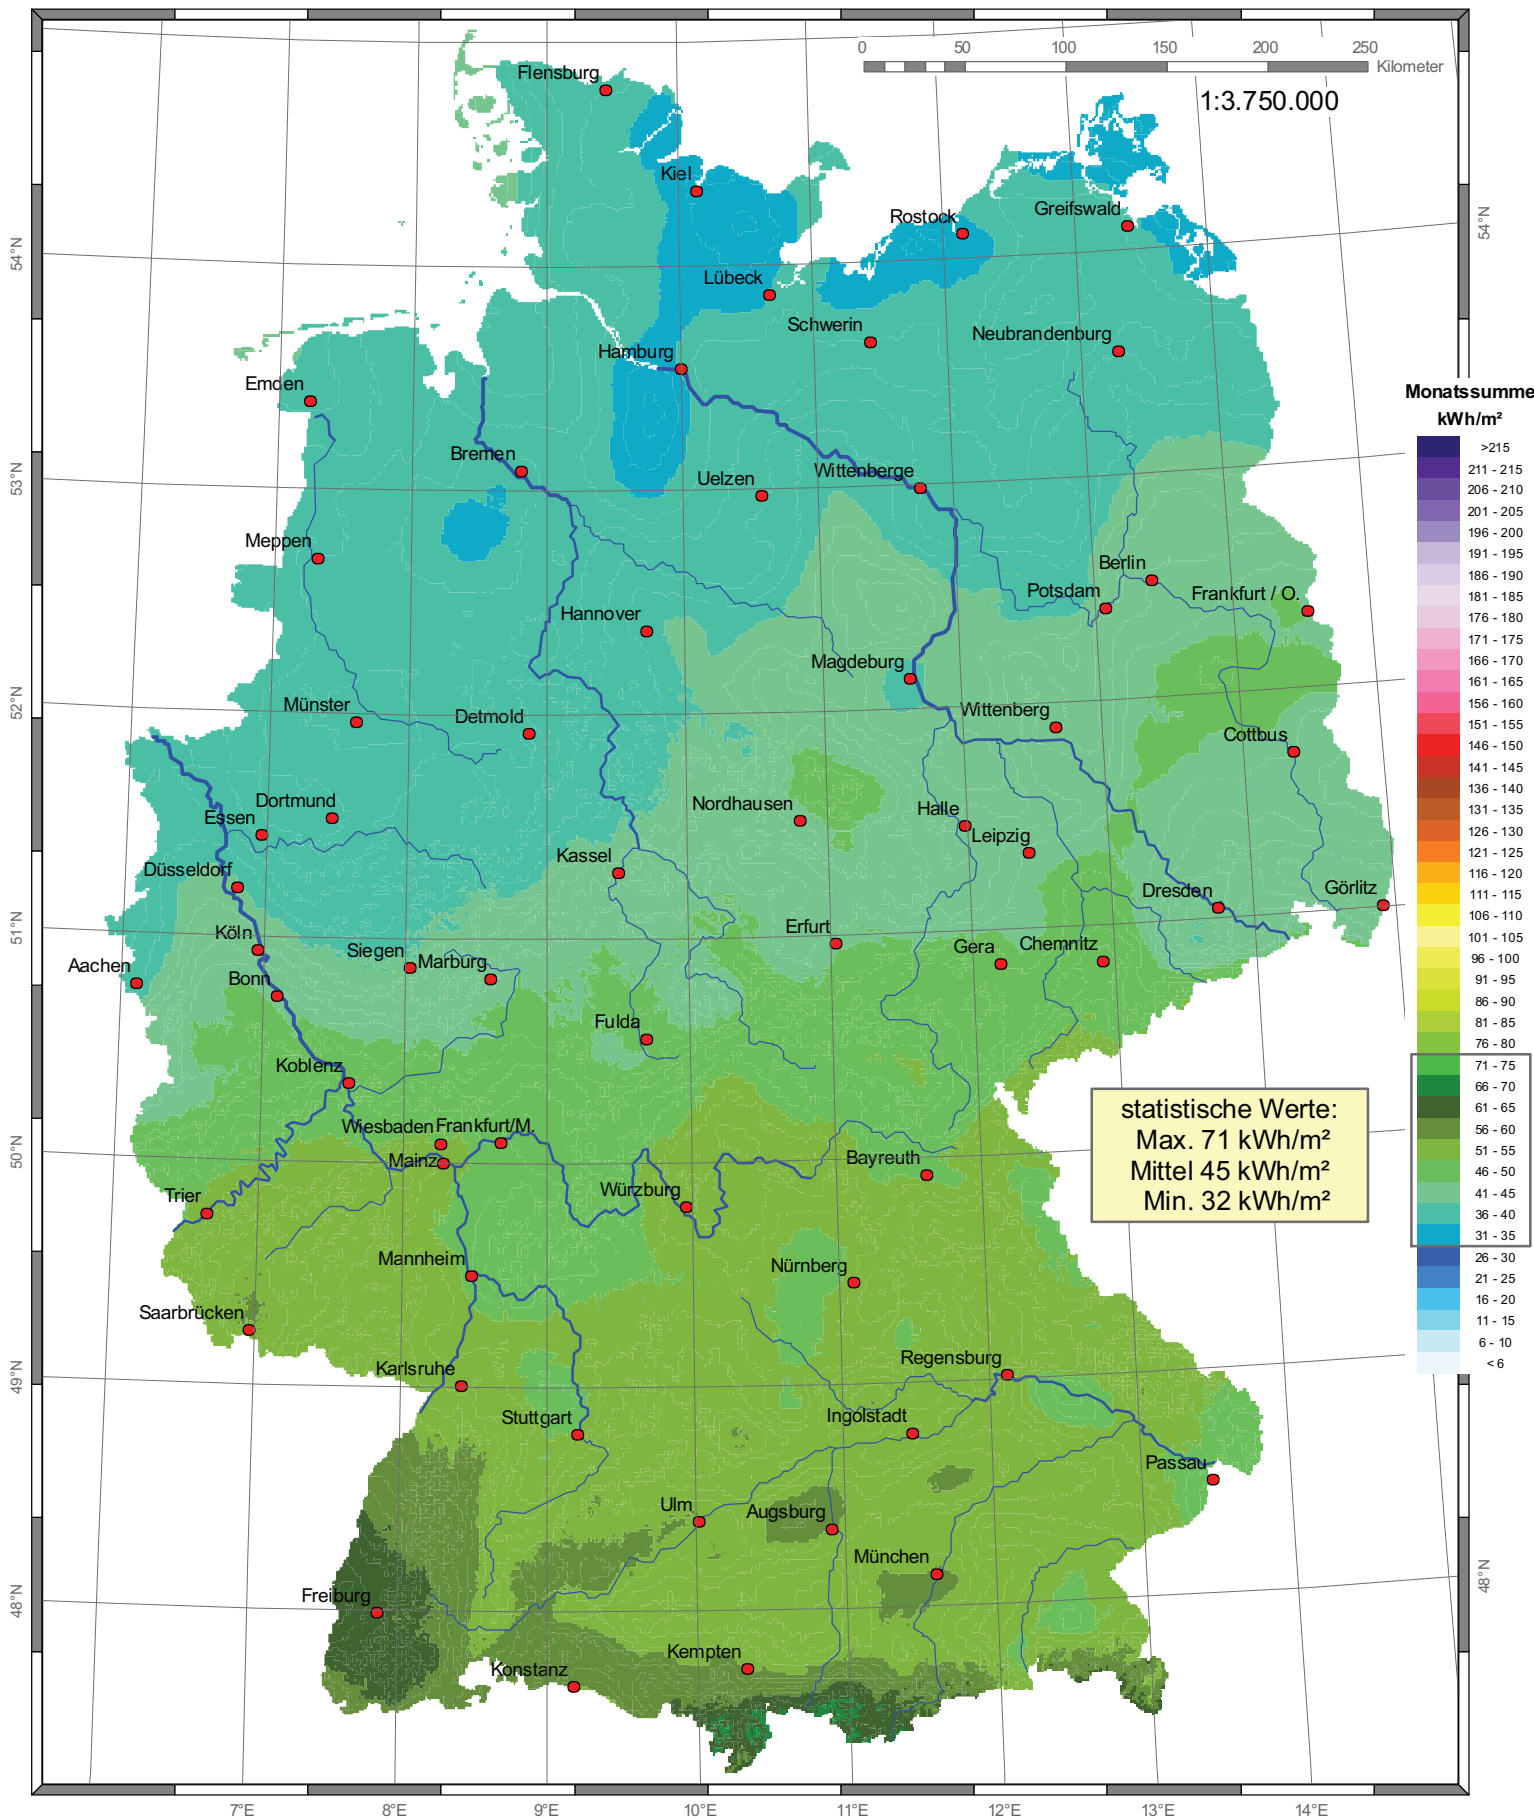 0 50 100 150 200 250
Kilometer
1:3.750.000
Flensburg
Kiel
Rostock
Greifswald
Lübeck
Schwerin
Neubrandenburg
Hamburg
Emden
Bremen
Uelzen
Wittenberge
Meppen
Berlin
Potsdam
Frankfurt / O.
Hannover
Magdeburg
Münster
Detmold
Wittenberg
Cottbus
Dortmund
Essen
Nordhausen
Halle
Leipzig
Düsseldorf
Kassel
Dresden
Görlitz
Köln
Siegen
Marburg
Erfurt
Gera
Chemnitz
Aachen
Bonn
Fulda
Koblenz
Wiesbaden
Frankfurt/M.
Mainz
Bayreuth
Trier
Würzburg
Mannheim
Nürnberg
Saarbrücken
Karlsruhe
Regensburg
Stuttgart
Ingolstadt
Passau
Ulm
Augsburg
München
Freiburg
Kempten
Konstanz
Monatssumme
kWh/m²
>215
211 - 215
206 - 210
201 - 205
196 - 200
191 - 195
186 - 190
181 - 185
176 - 180
171 - 175
166 - 170
161 - 165
156 - 160
151 - 155
146 - 150
141 - 145
136 - 140
131 - 135
126 - 130
121 - 125
116 - 120
111 - 115
106 - 110
101 - 105
96 - 100
91 - 95
86 - 90
81 - 85
76 - 80
71 - 75
66 - 70
61 - 65
56 - 60
51 - 55
46 - 50
41 - 45
36 - 40
31 - 35
26 - 30
21 - 25
16 - 20
11 - 15
6 - 10
< 6
statistische Werte:
Max. 71 kWh/m²
Mittel 45 kWh/m²
Min. 32 kWh/m²
54°N
53°N
52°N
51°N
50°N
49°N
48°N
54°N
48°N
7°E 8°E 9°E 10°E 11°E 12°E 13°E 14°E